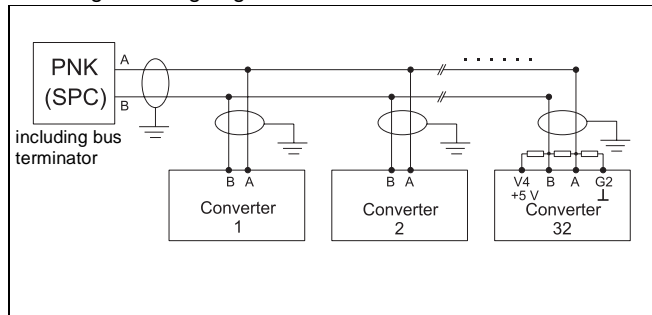 PNK
(SPC)
A
B
including bus
terminator
B A
Converter
1
B A
Converter
2
V4 B A G2
+5 V
Converter
32